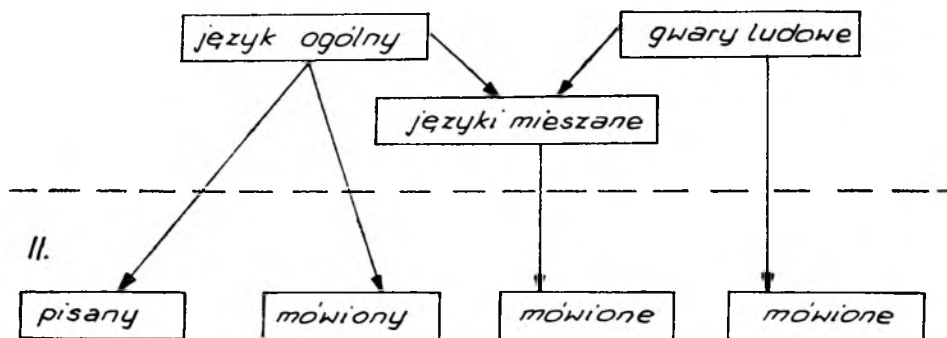 język ogólny
gwary ludowe
języki mieszane
II.
pisany
mówiony
mówione
mówione